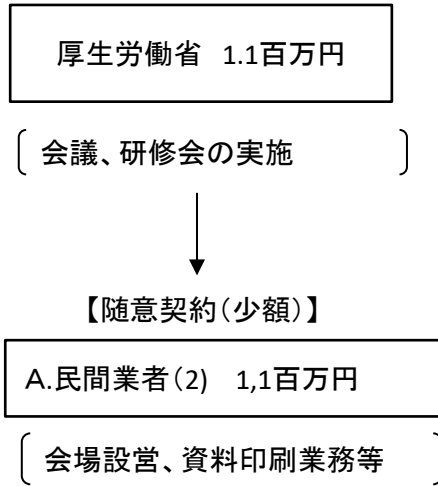 厚生労働省 1.1百万円
会議、研修会の実施
【随意契約(少額)】
A.民間業者(2) 1,1百万円
会場設営、資料印刷業務等